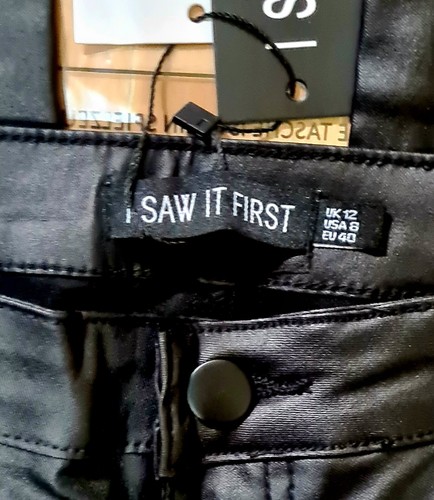 S
I SAW IT FIRST
UK 12
USA 8
EU 40